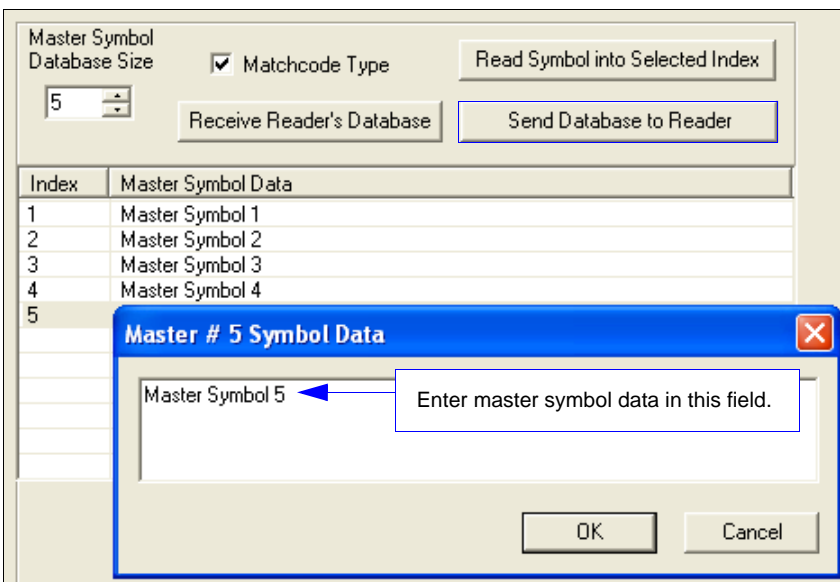 Master Symbol
Database Size
Matchcode Type
Read Symbol into Selected Index
5
Receive Reader's Database
Send Database to Reader
Index Master Symbol Data
1 Master Symbol 1
2 Master Symbol 2
3 Master Symbol 3
4 Master Symbol 4
5
Master # 5 Symbol Data
Master Symbol 5
Enter master symbol data in this field.
OK Cancel